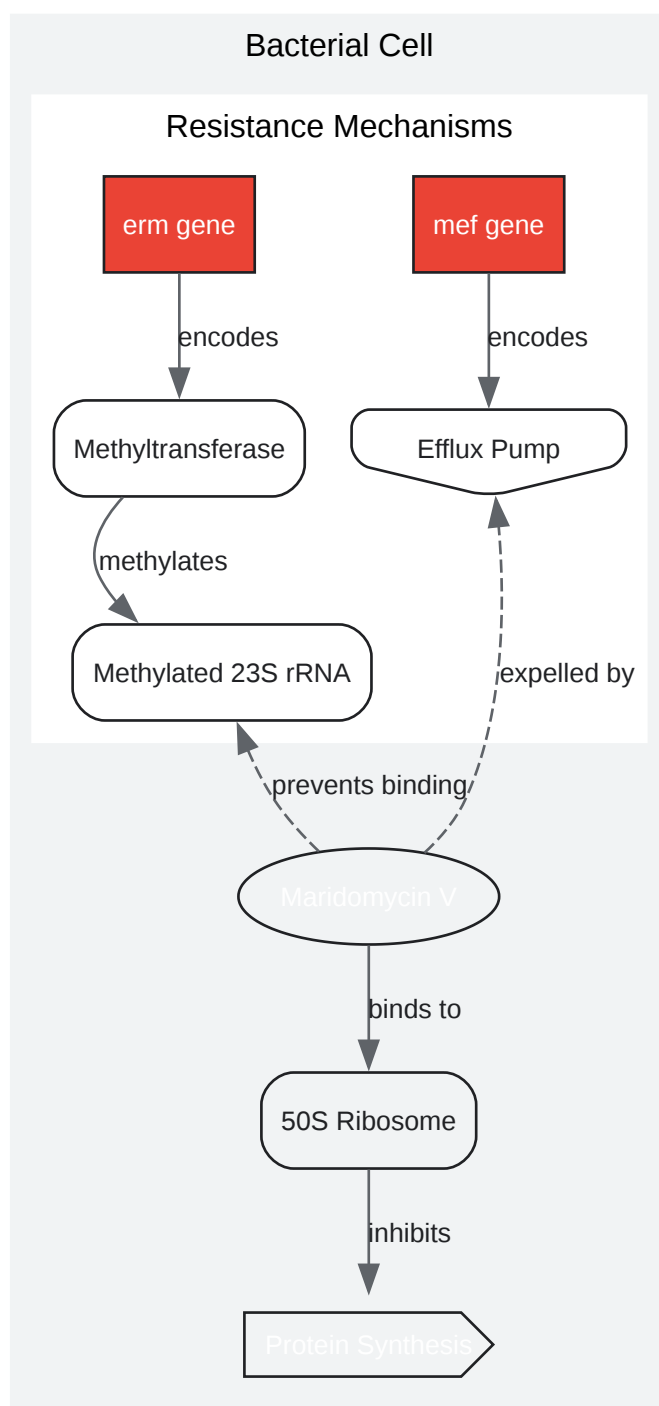 Bacterial Cell
Resistance Mechanisms
erm gene
mef gene
encodes
encodes
Methyltransferase
Efflux Pump
methylates
Methylated 23S rRNA
expelled by
prevents binding
Maridomycin V
binds to
50S Ribosome
inhibits
Protein Synthesis